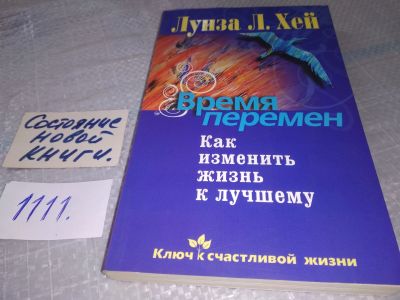 Луиза Л. Хей
Время
перемен
Как
изменить
жизнь
к лучшему
Ключ к счастливой жизни
Состояние
новой
книги.
1111.